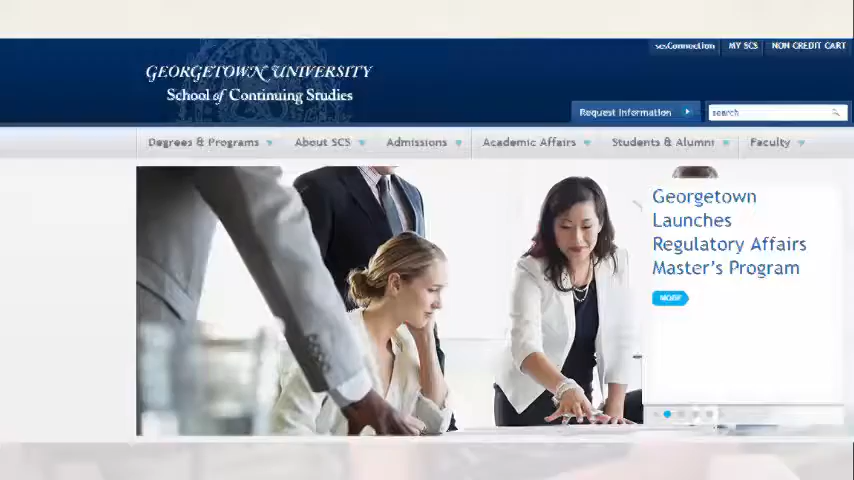 scsConnection MY SCS NON CREDIT CART
GEORGETOWN UNIVERSITY
School of Continuing Studies
Request Information
search
Degrees & Programs About SCS Admissions Academic Affairs Students & Alumni Faculty
Georgetown
Launches
Regulatory Affairs
Master's Program
MORE